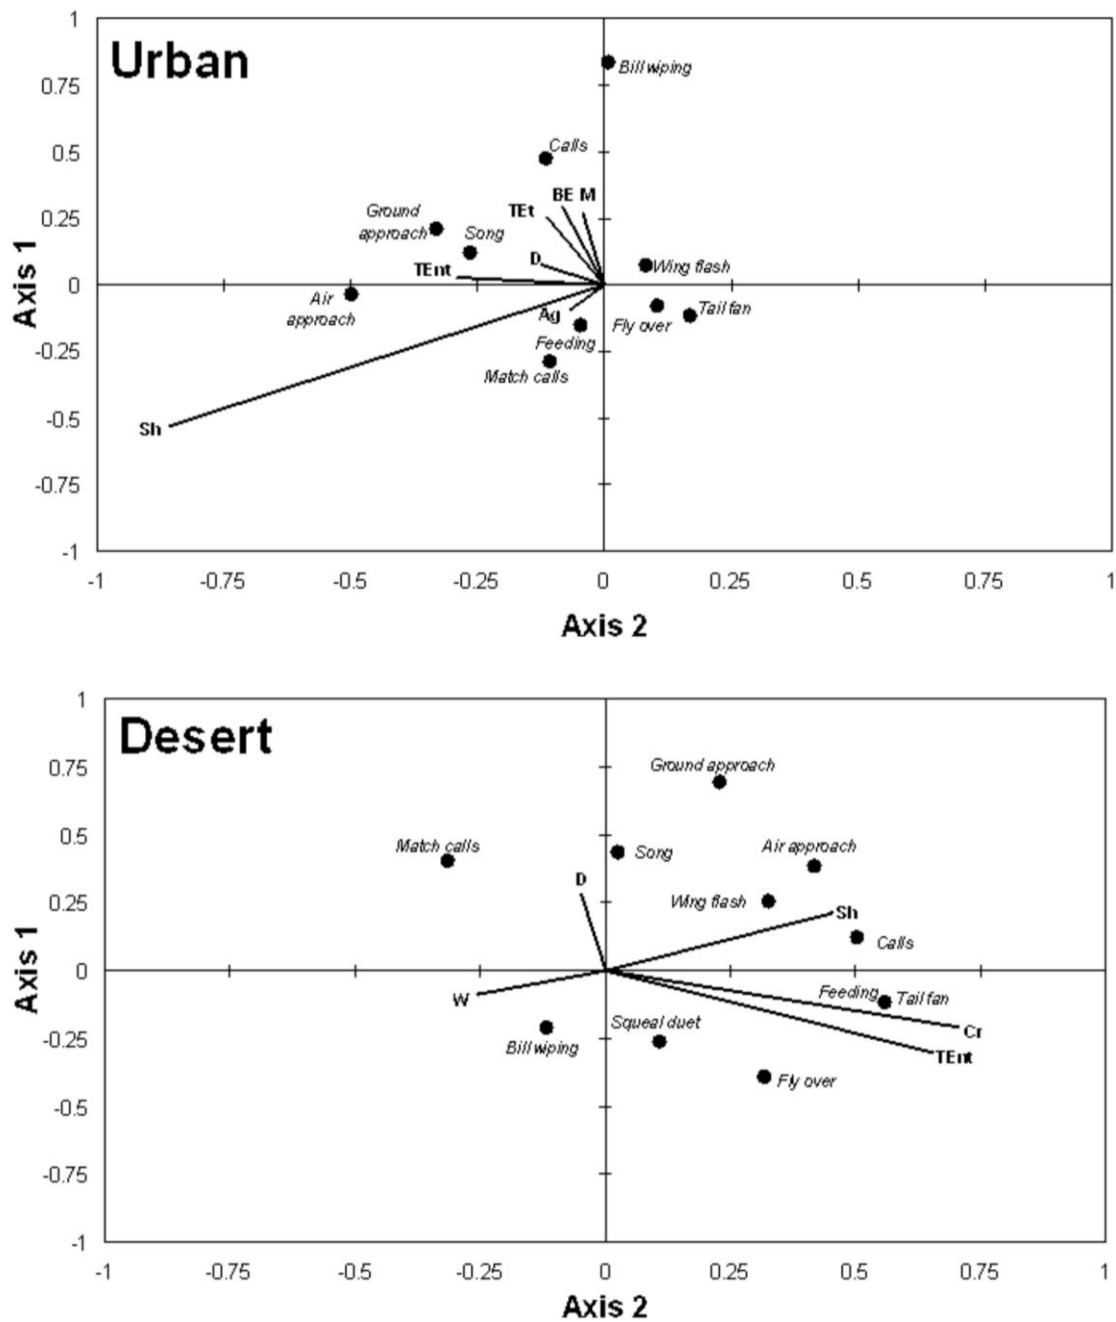 1
Urban
Bill wiping
0.75
0.5
Calls
BE M
TEt
0.25
Ground
approach
Song
D
TEnt
Wing flash
0
Axis 1
Air
approach
Ag
Tail fan
Fly over
Feeding
-0.25
Match calls
Sh
-0.5
-0.75
-1
-1 -0.75 -0.5 -0.25 0 0.25 0.5 0.75 1
Axis 2
1
Desert
0.75
Ground approach
0.5
Match calls
Song
Air approach
D
0.25
Wing flash
Sh
Calls
0
Axis 1
W
Feeding
Tail fan
Squeal duet
Cr
-0.25
Bill wiping
TEnt
Fly over
-0.5
-0.75
-1
-1 -0.75 -0.5 -0.25 0 0.25 0.5 0.75 1
Axis 2